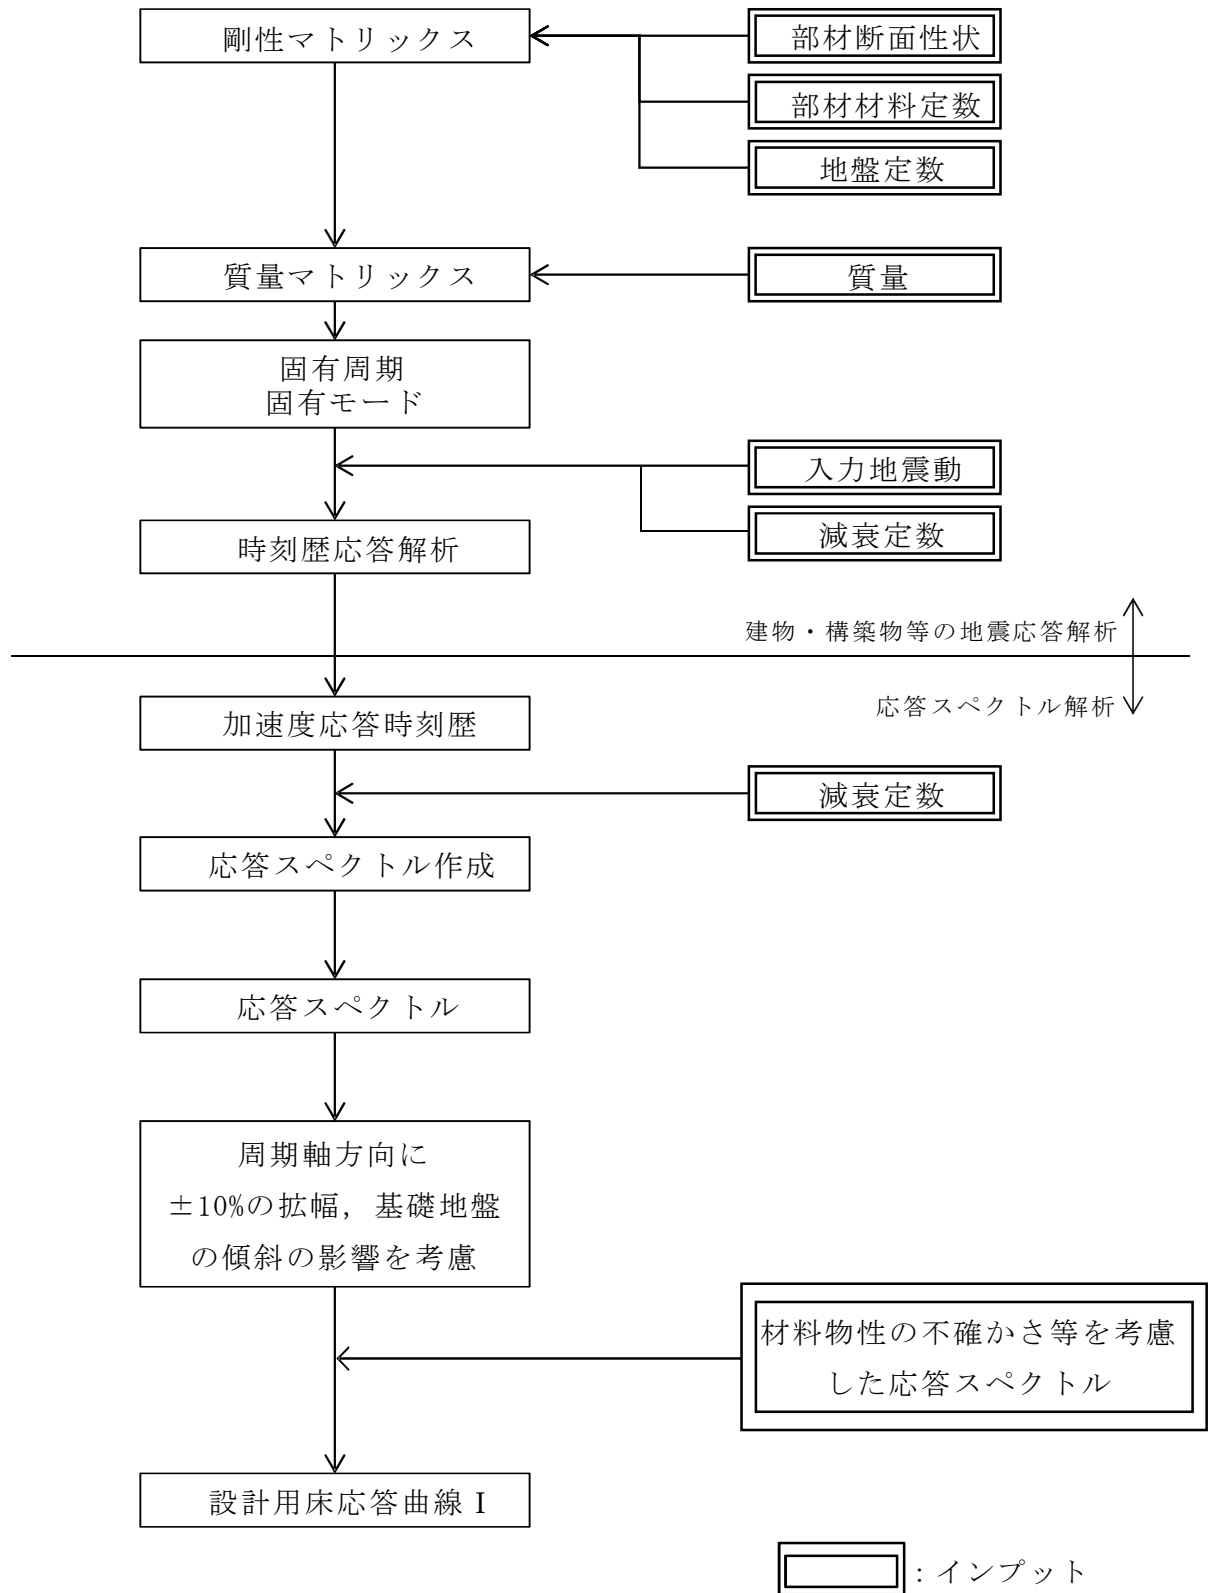 剛性マトリックス
部材断面性状
部材材料定数
地盤定数
質量マトリックス
質量
固有周期
固有モード
入力地震動
減衰定数
時刻歴応答解析
建物・構築物等の地震応答解析
応答スペクトル解析
加速度応答時刻歴
減衰定数
応答スペクトル作成
応答スペクトル
周期軸方向に
±10%の拡幅，基礎地盤
の傾斜の影響を考慮
材料物性の不確かさ等を考慮
した応答スペクトル
設計用床応答曲線Ⅰ
：インプット